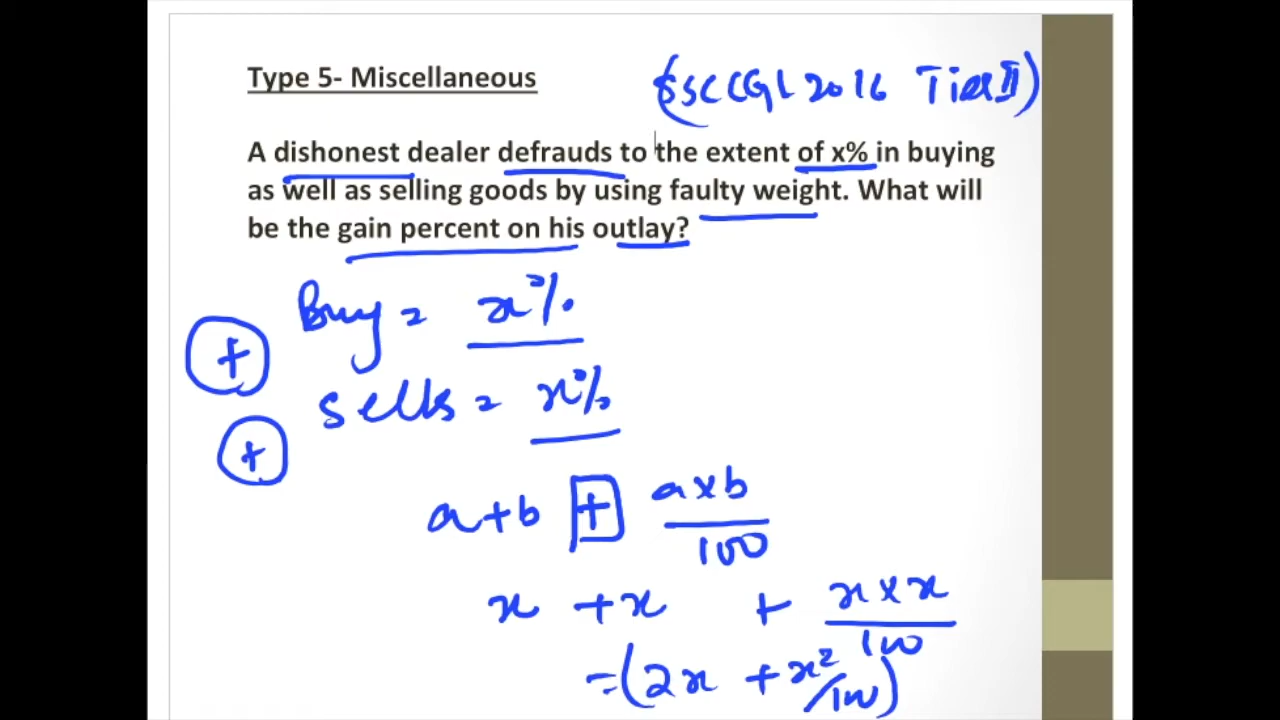 Type 5- Miscellaneous
(SSC CGL 2016 Tier II)
A dishonest dealer defrauds to the extent of x% in buying
as well as selling goods by using faulty weight. What will
be the gain percent on his outlay?
+ Buy = x%
+ sells = x%
a+b + a×b/100
x +x + x×x/100
=(2x + x²/100)